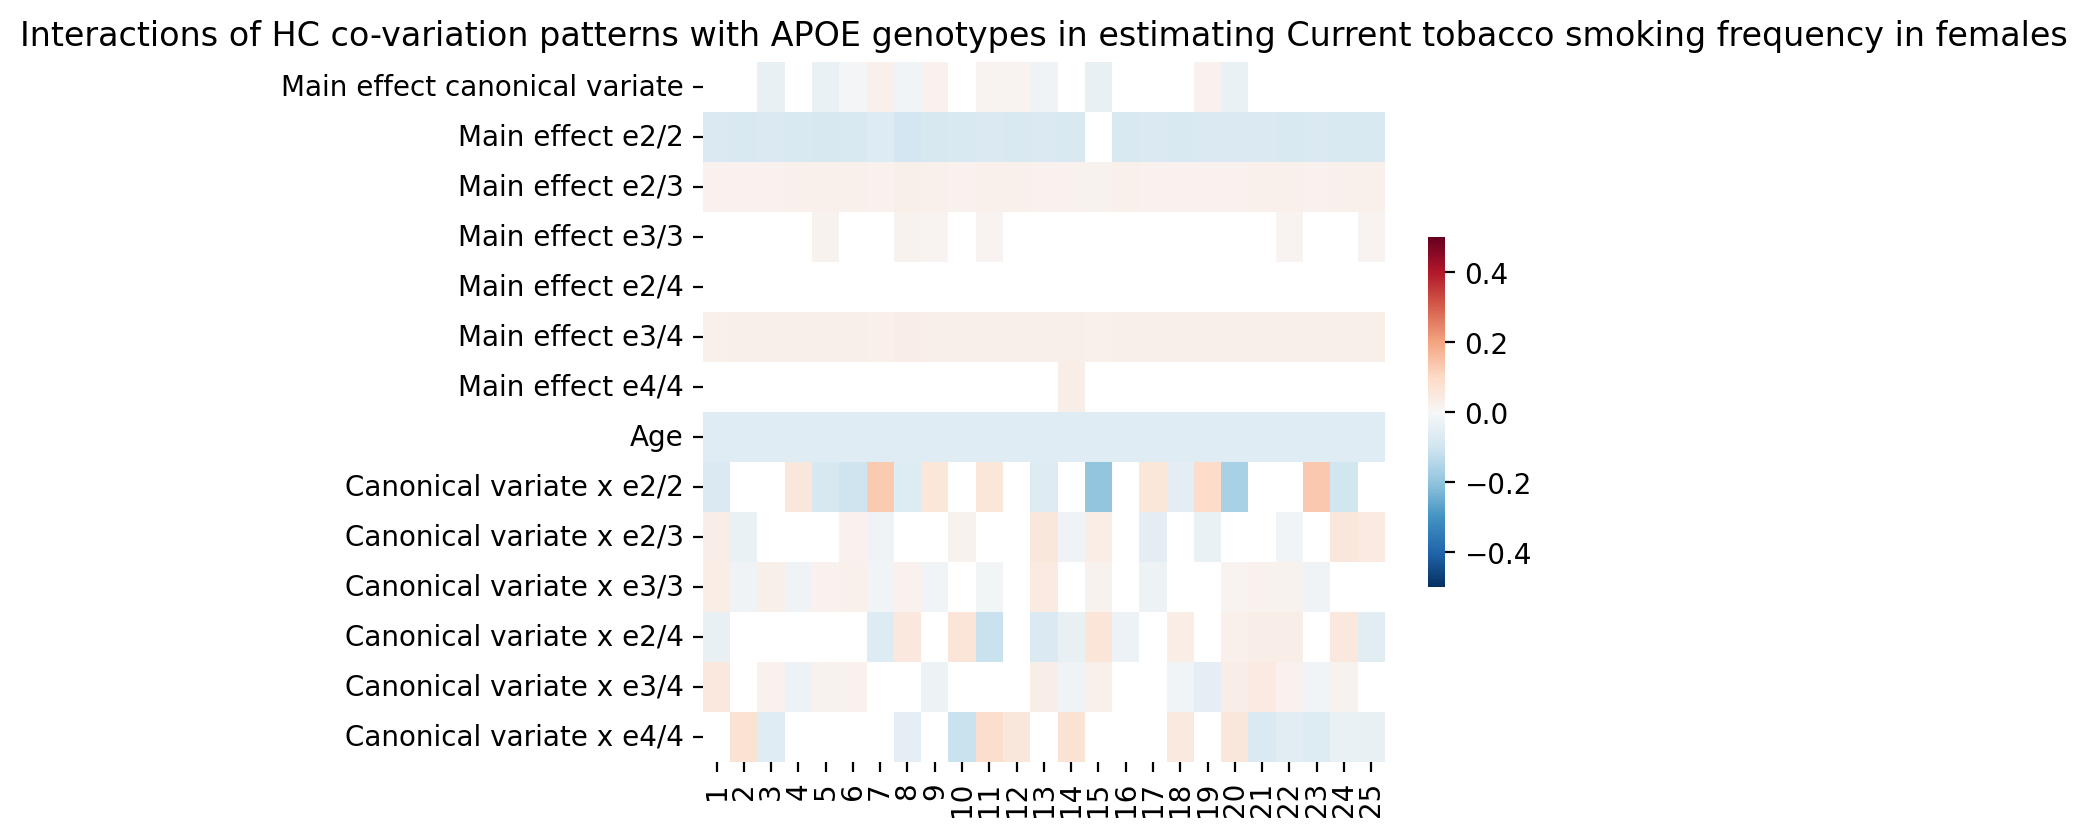 Interactions of HC co-variation patterns with APOE genotypes in estimating Current tobacco smoking frequency in females
Main effect canonical variate
Main effect e2/2
Main effect e2/3
Main effect e3/3
Main effect e2/4
Main effect e3/4
Main effect e4/4
Age
Canonical variate x e2/2
Canonical variate x e2/3
Canonical variate x e3/3
Canonical variate x e2/4
Canonical variate x e3/4
Canonical variate x e4/4
1 2 3 4 5 6 7 8 9 10 11 12 13 14 15 16 17 18 19 20 21 22 23 24 25
0.4
0.2
0.0
−0.2
−0.4